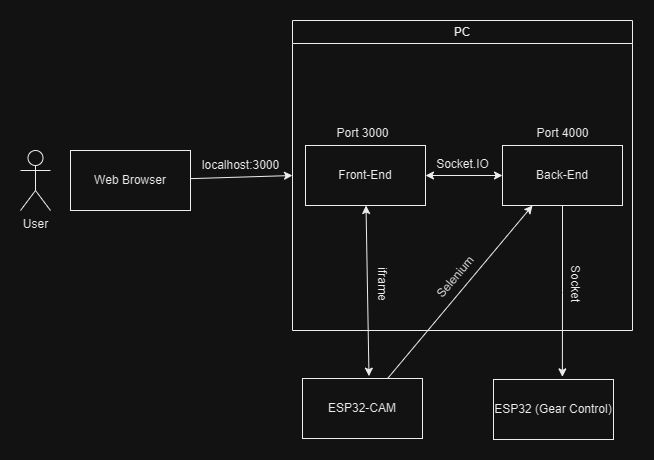 PC
Port 3000
Port 4000
User
Web Browser
localhost:3000
Front-End
Socket.IO
Back-End
iframe
Selenium
Socket
ESP32-CAM
ESP32 (Gear Control)